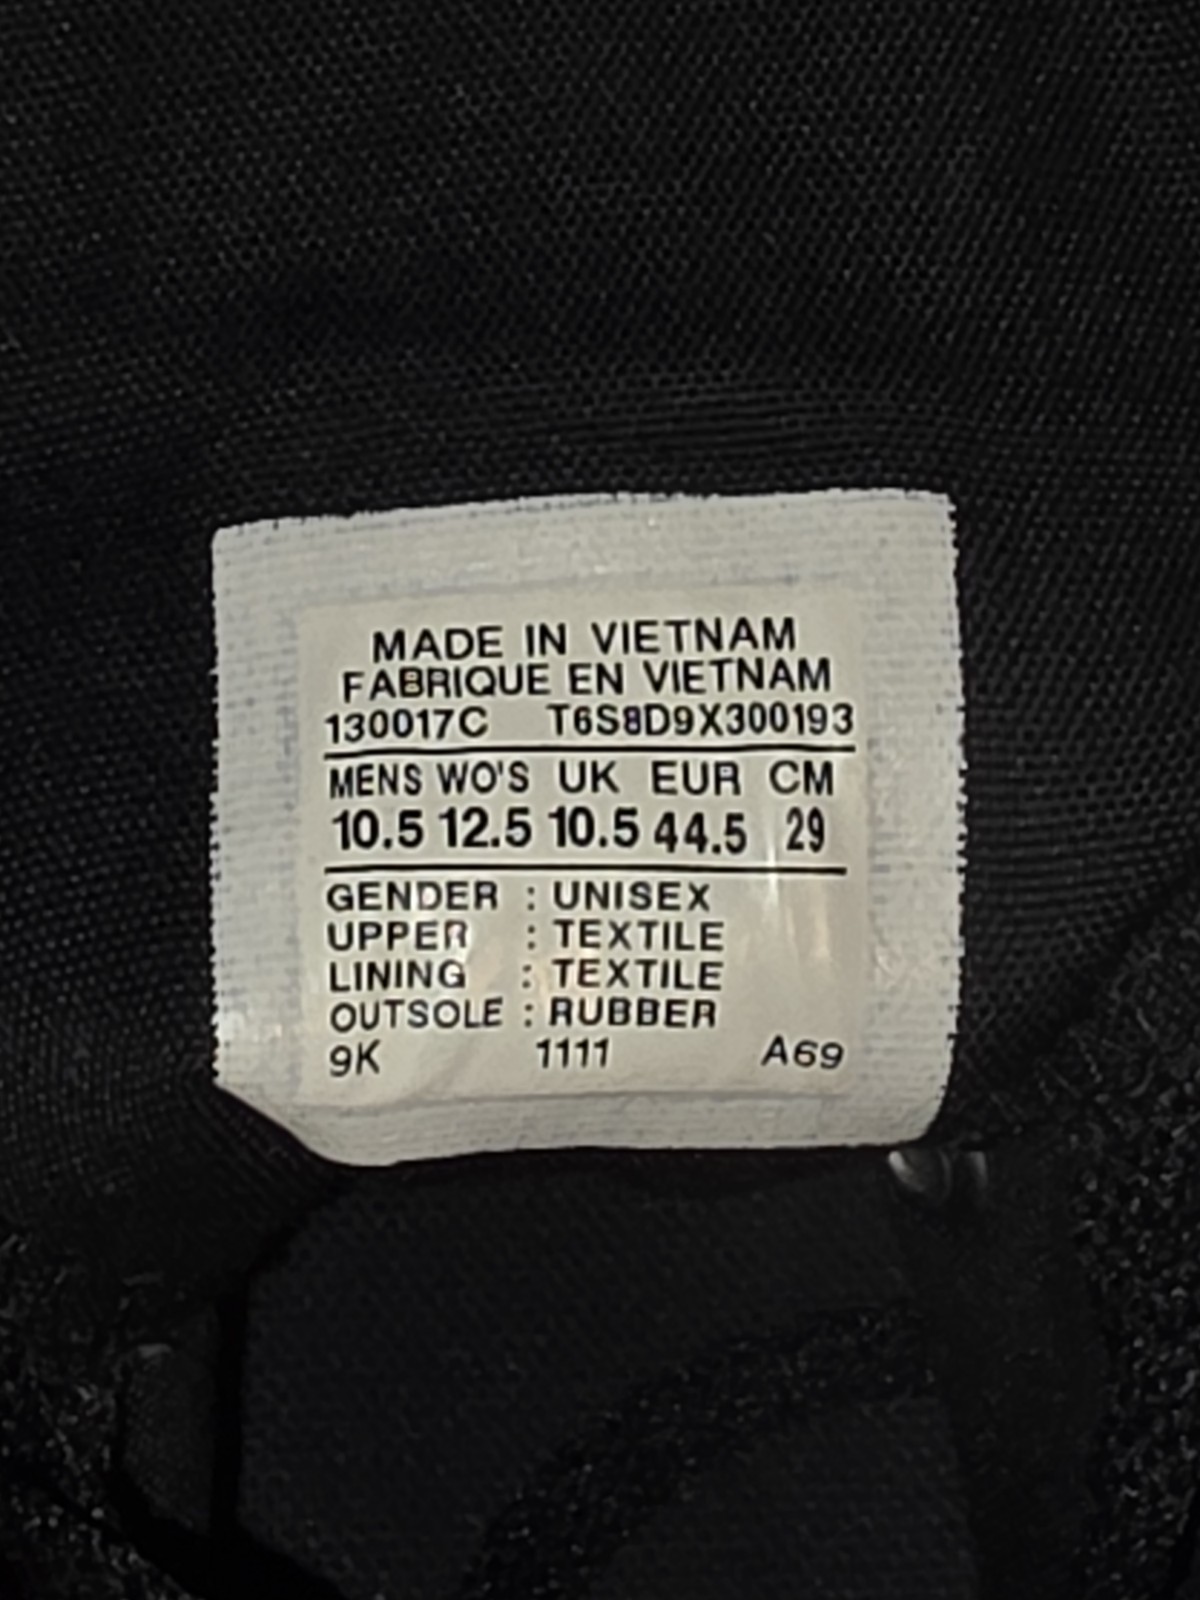 MADE IN VIETNAM
FABRIQUE EN VIETNAM
130017C T6S8D9X300193
MENS WO'S UK EUR CM
10.5 12.5 10.5 44.5 29
GENDER : UNISEX
UPPER : TEXTILE
LINING : TEXTILE
OUTSOLE : RUBBER
9K 1111 A69